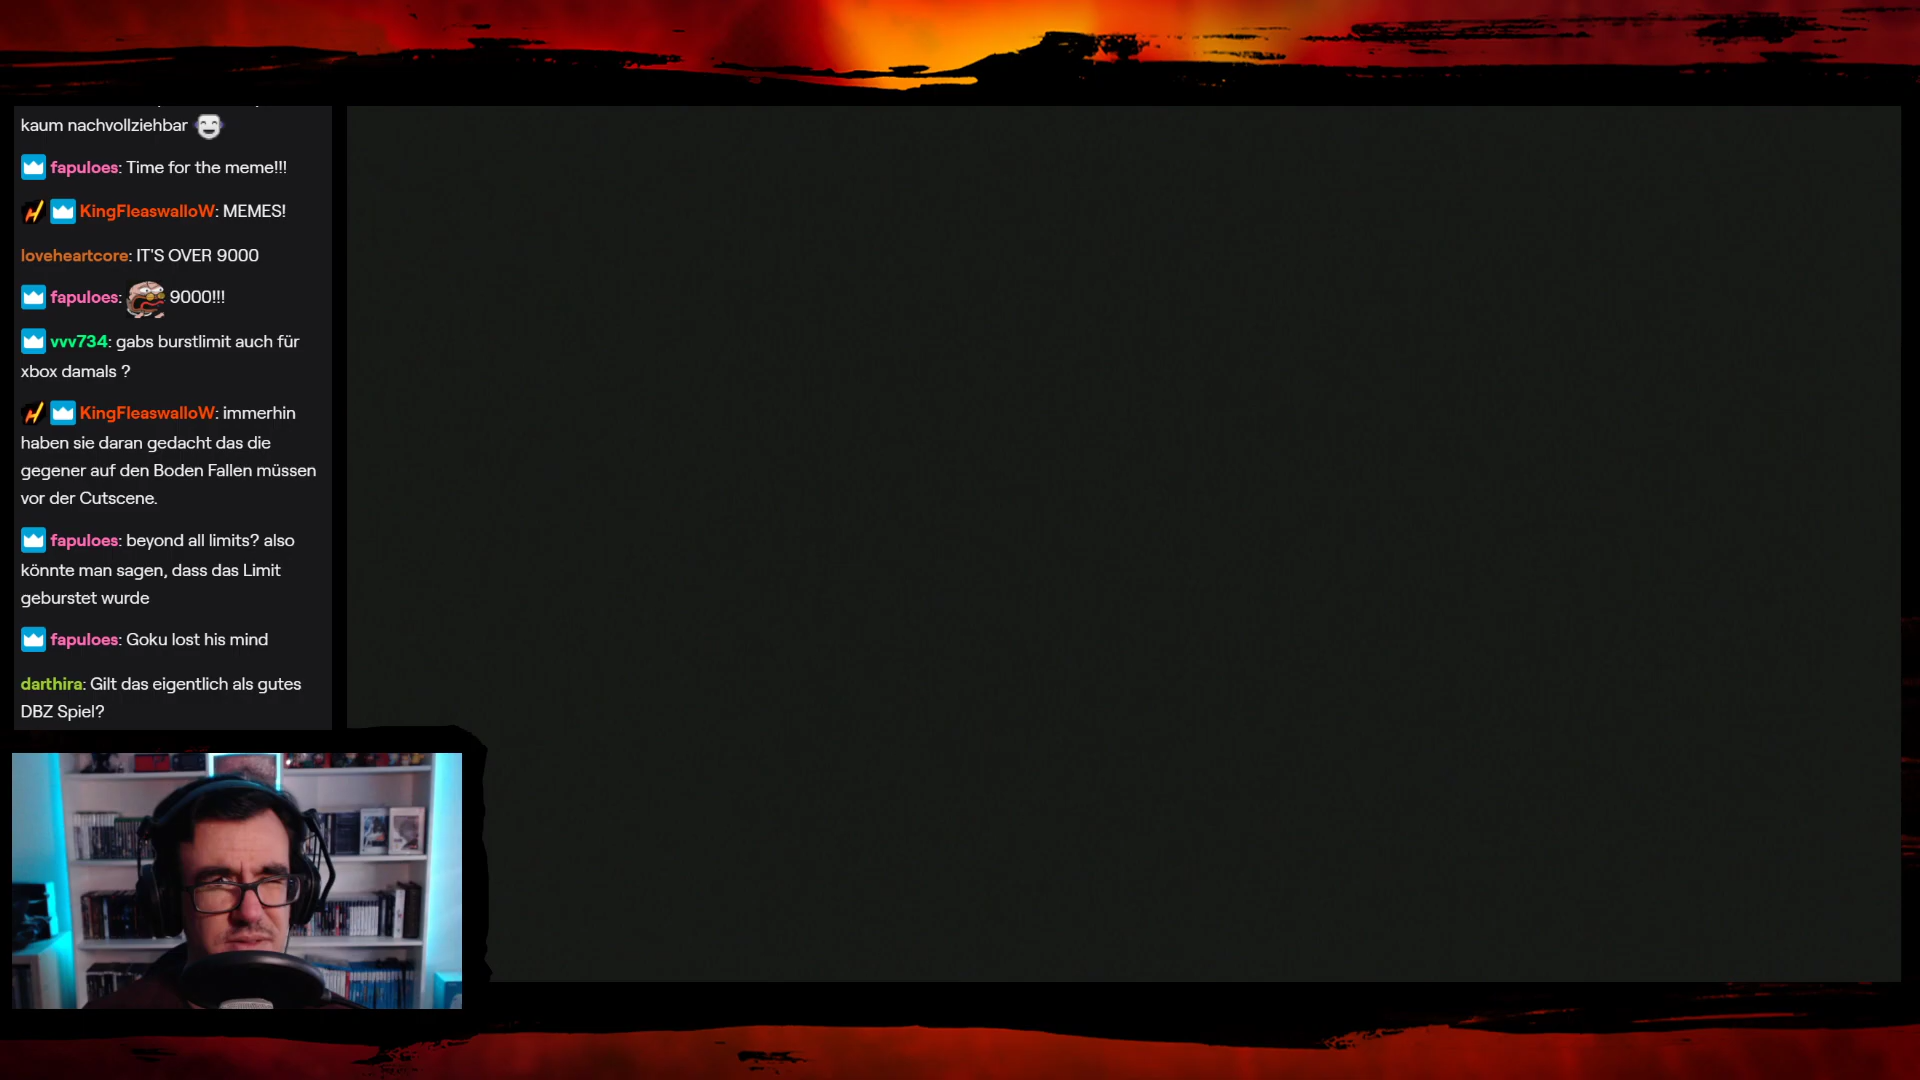 kaum nachvollziehbar
fapuloes: Time for the meme!!!
KingFleaswalloW: MEMES!
loveheartcore: IT'S OVER 9000
fapuloes: 9000!!!
vvv734: gabs burstlimit auch für
xbox damals ?
KingFleaswalloW: immerhin
haben sie daran gedacht das die
gegener auf den Boden Fallen müssen
vor der Cutscene.
fapuloes: beyond all limits? also
könnte man sagen, dass das Limit
geburstet wurde
fapuloes: Goku lost his mind
darthira: Gilt das eigentlich als gutes
DBZ Spiel?